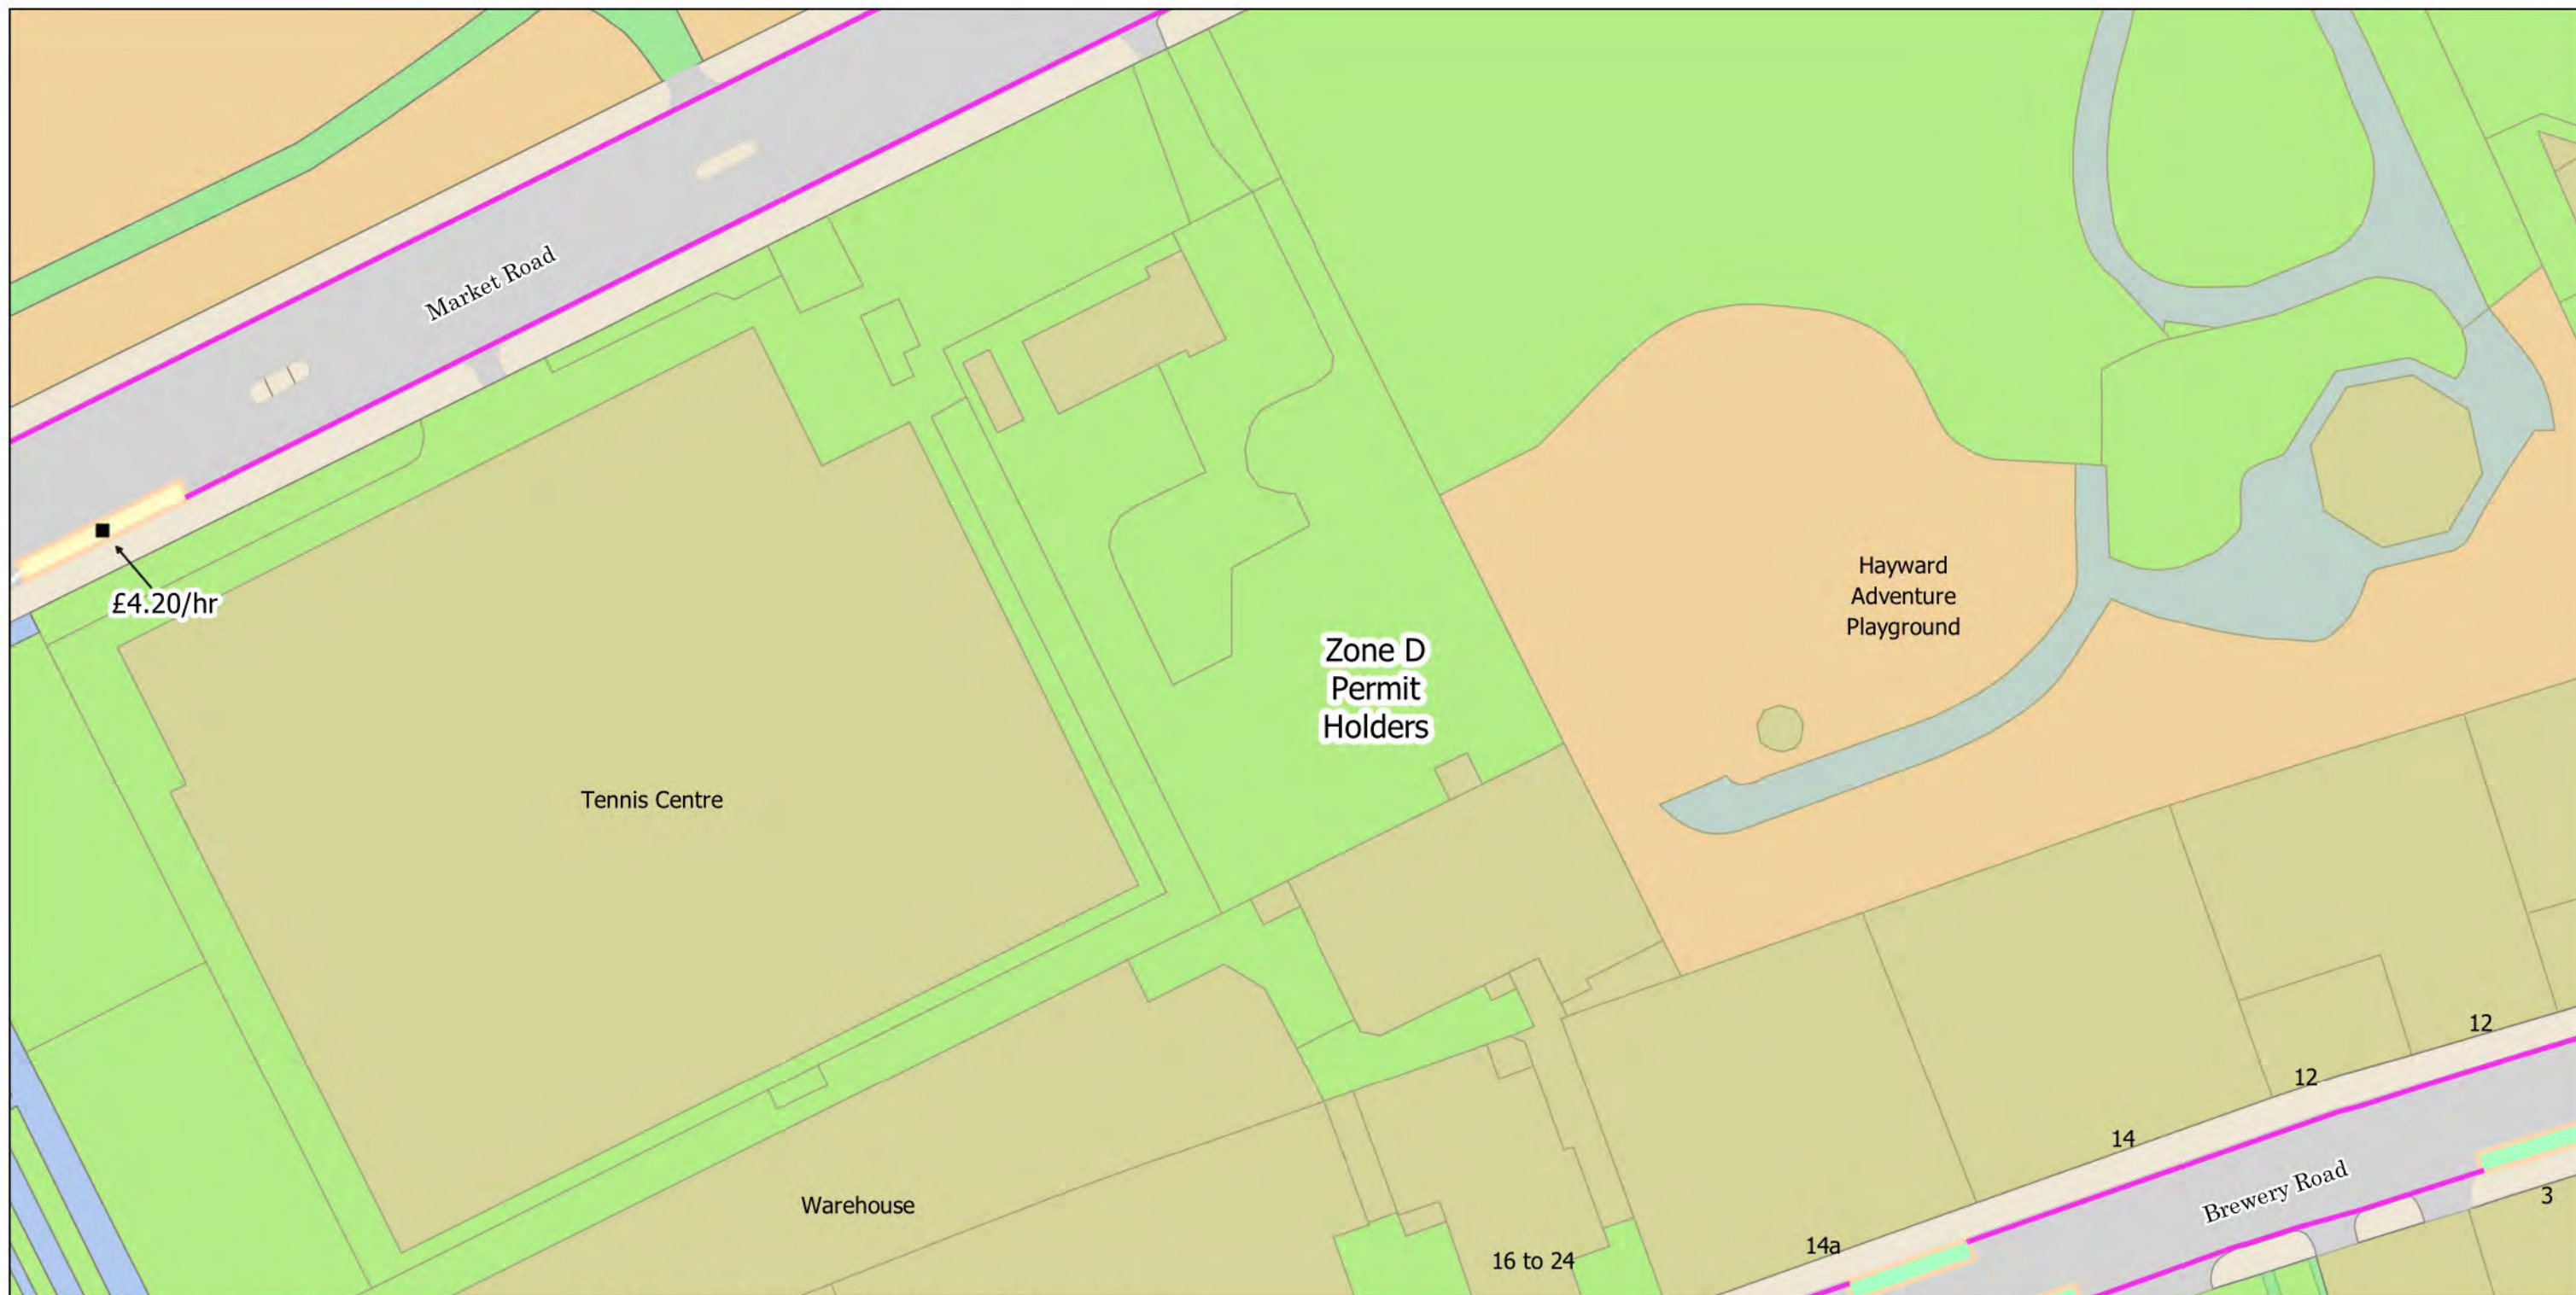 Market Road
£4.20/hr
Hayward
Adventure
Playground
Zone D
Permit
Holders
Tennis Centre
12
12
14
Brewery Road
3
Warehouse
14a
16 to 24